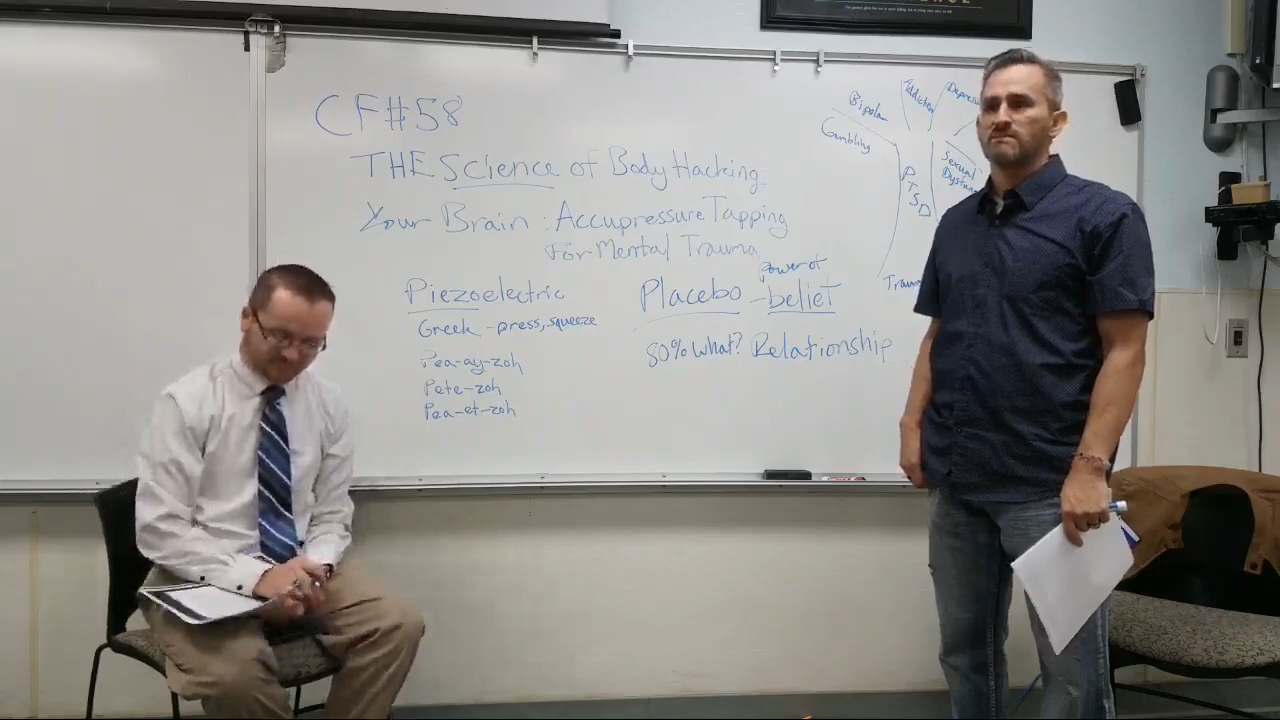 CF#58
THE Science of Body Hacking
Your Brain: Accupressure Tapping
For Mental Trauma
Piezoelectric
Greek - press, squeeze
Pea-ay-zoh
Pete-zoh
Pea-et-zoh
power of
Placebo - belief
80% What? Relationship
Bipolar
Addiction
Gambling
Sexual
PTSD